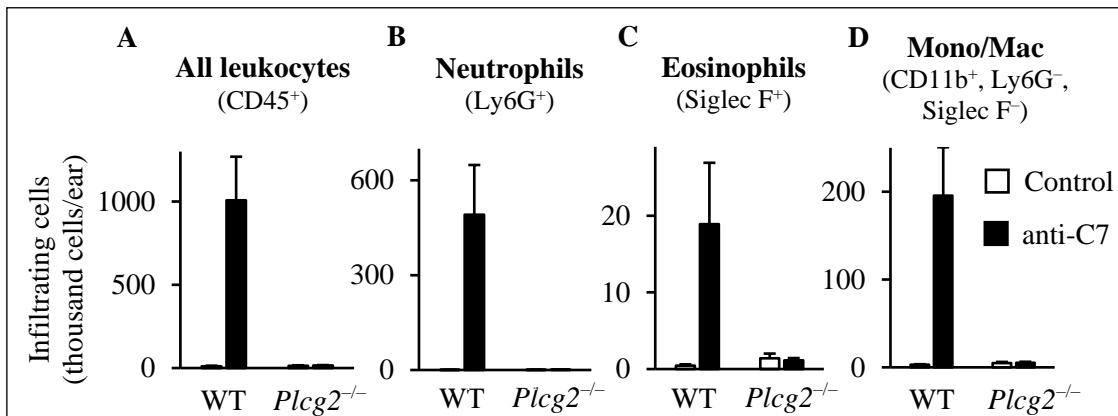 A
All leukocytes
(CD45⁺)
B
Neutrophils
(Ly6G⁺)
C
Eosinophils
(Siglec F⁺)
D
Mono/Mac
(CD11b⁺, Ly6G⁻,
Siglec F⁻)
Infiltrating cells
(thousand cells/ear)
1000
500
0
WT Plcg2⁻/⁻
600
300
0
WT Plcg2⁻/⁻
20
10
0
WT Plcg2⁻/⁻
200
100
0
WT Plcg2⁻/⁻
Control
anti-C7